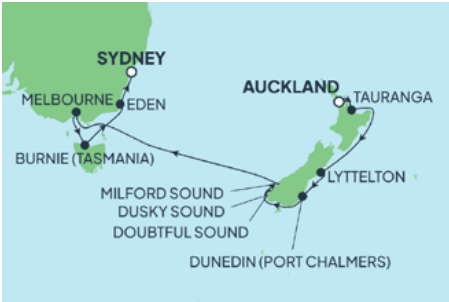 SYDNEY
MELBOURNE
EDEN
BURNIE (TASMANIA)
AUCKLAND
TAURANGA
LYTTELTON
MILFORD SOUND
DUSKY SOUND
DOUBTFUL SOUND
DUNEDIN (PORT CHALMERS)